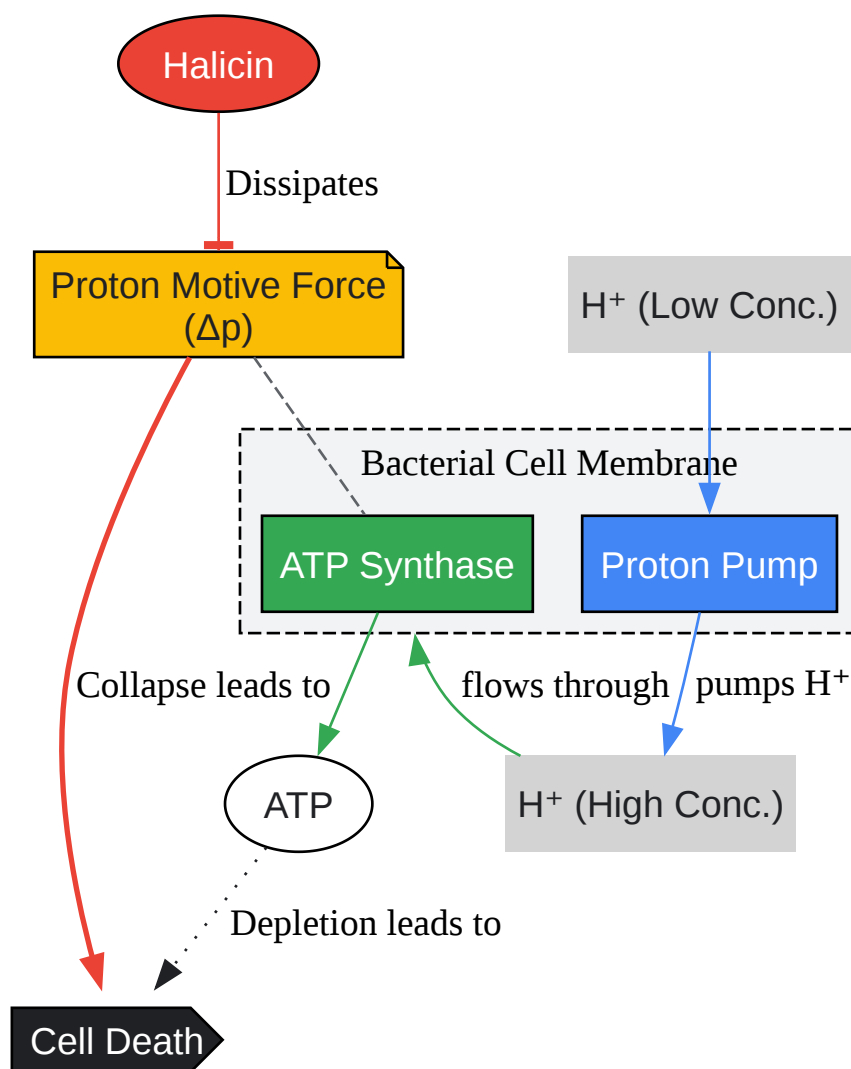 Halicin
Dissipates
Proton Motive Force
(Δp)
H⁺ (Low Conc.)
Bacterial Cell Membrane
ATP Synthase
Proton Pump
Collapse leads to
flows through
pumps H⁺
ATP
H⁺ (High Conc.)
Depletion leads to
Cell Death